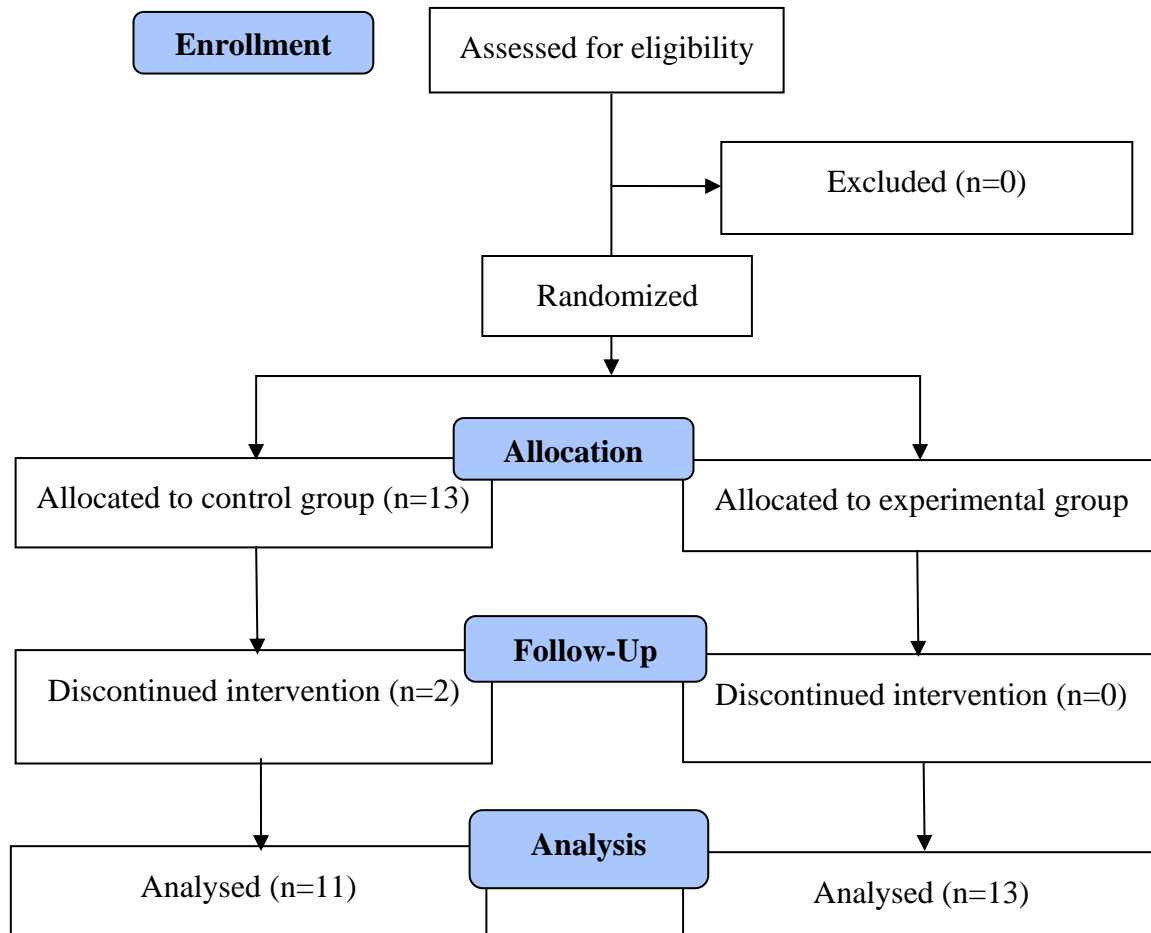 Enrollment
Assessed for eligibility
Excluded (n=0)
Randomized
Allocation
Allocated to control group (n=13)
Allocated to experimental group
Follow-Up
Discontinued intervention (n=2)
Discontinued intervention (n=0)
Analysis
Analysed (n=11)
Analysed (n=13)